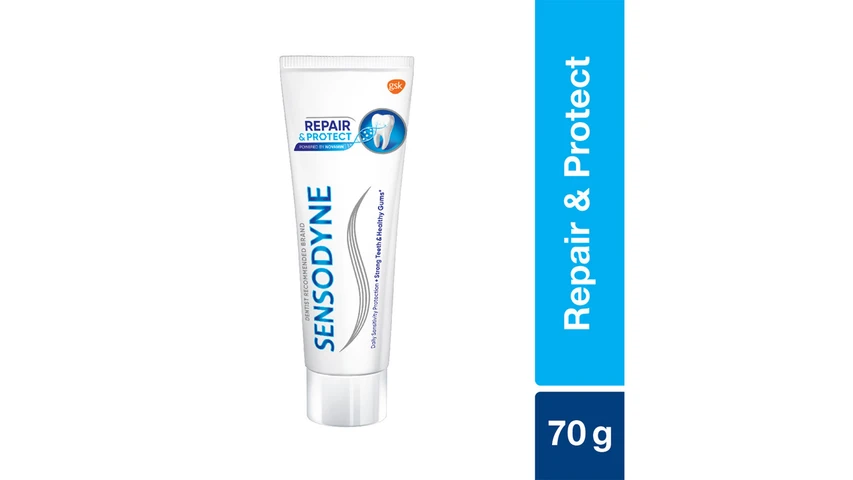 gsk
REPAIR
& PROTECT
POWERED BY NOVAMIN
SENSODYNE
DENTIST RECOMMENDED BRAND
Daily Sensitivity Protection • Strong Teeth & Healthy Gums*
Repair & Protect
70 g